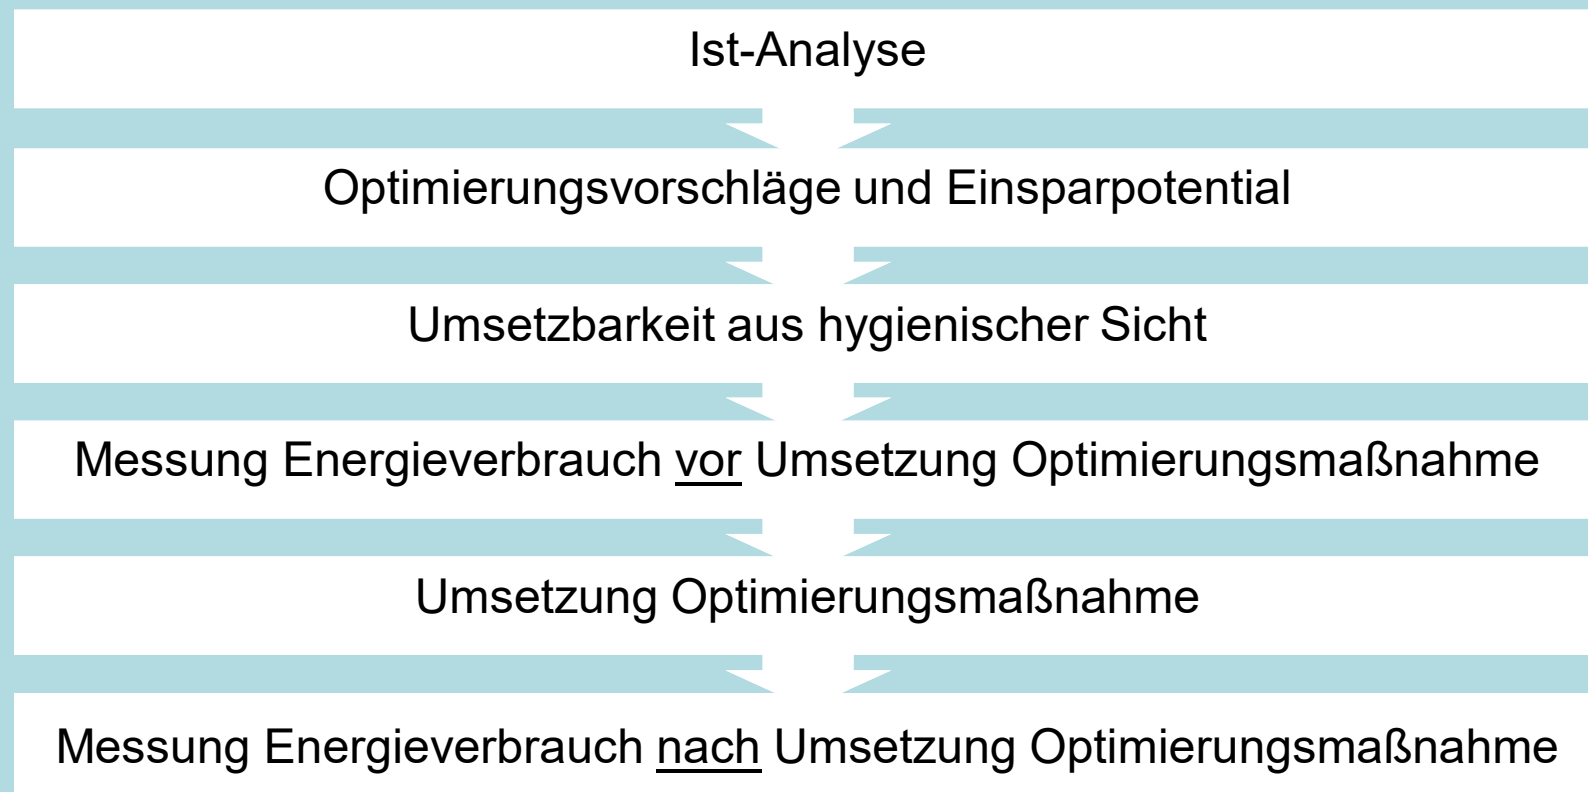 Ist-Analyse
Optimierungsvorschläge und Einsparpotential
Umsetzbarkeit aus hygienischer Sicht
Messung Energieverbrauch vor Umsetzung Optimierungsmaßnahme
Umsetzung Optimierungsmaßnahme
Messung Energieverbrauch nach Umsetzung Optimierungsmaßnahme